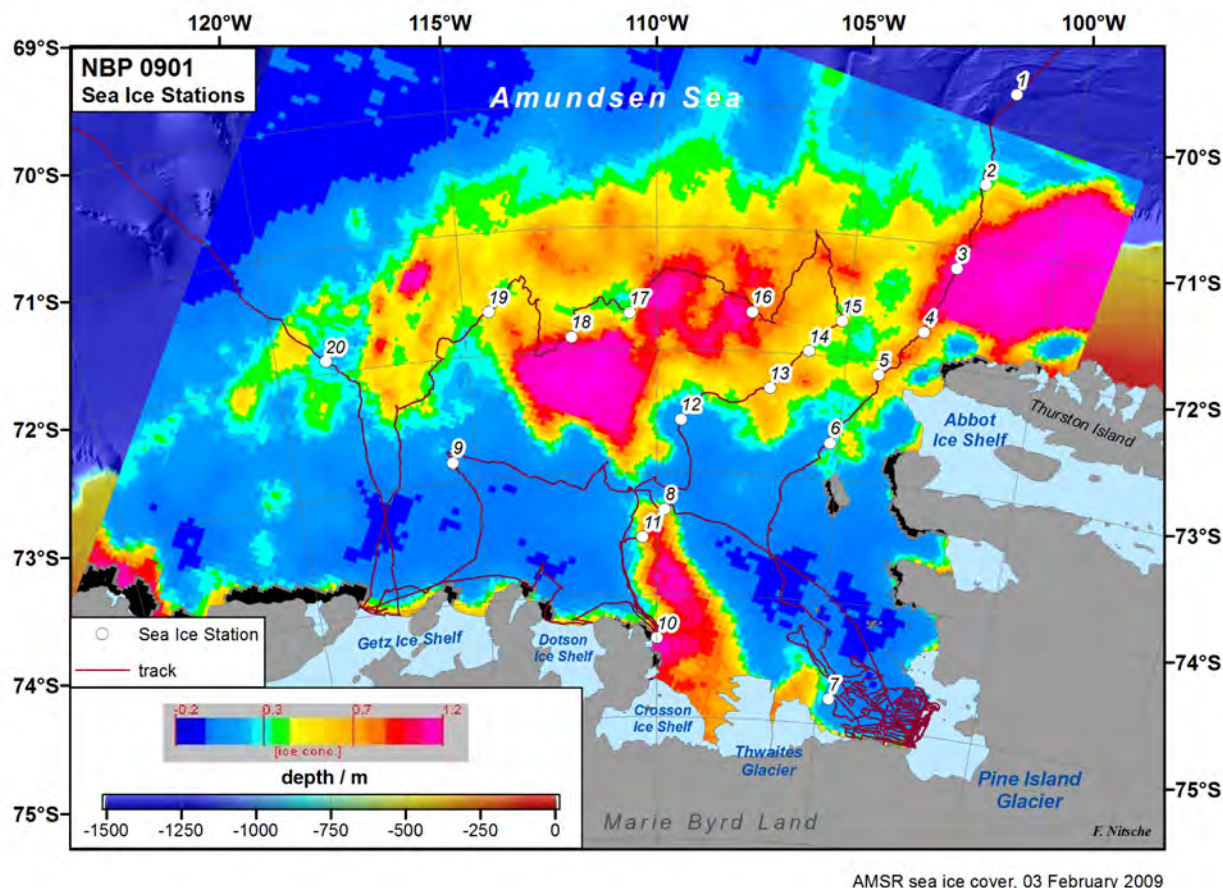 120°W 115°W 110°W 105°W 100°W
69°S
NBP 0901
Sea Ice Stations
Amundsen Sea
1
70°S
70°S
2
3
71°S
71°S
19
17
16
15
18
4
14
20
5
13
72°S
72°S
12
Thurston Island
Abbot
Ice Shelf
6
9
8
11
73°S
73°S
Sea Ice Station
track
Getz Ice Shelf
Dotson
Ice Shelf
10
74°S
74°S
7
Crosson
Ice Shelf
Thwaites
Glacier
Pine Island
Glacier
-0.2 0.3 0.7 1.2
[ice conc.]
depth / m
-1500 -1250 -1000 -750 -500 -250 0
75°S
75°S
Marie Byrd Land
F. Nitsche
AMSR sea ice cover, 03 February 2009